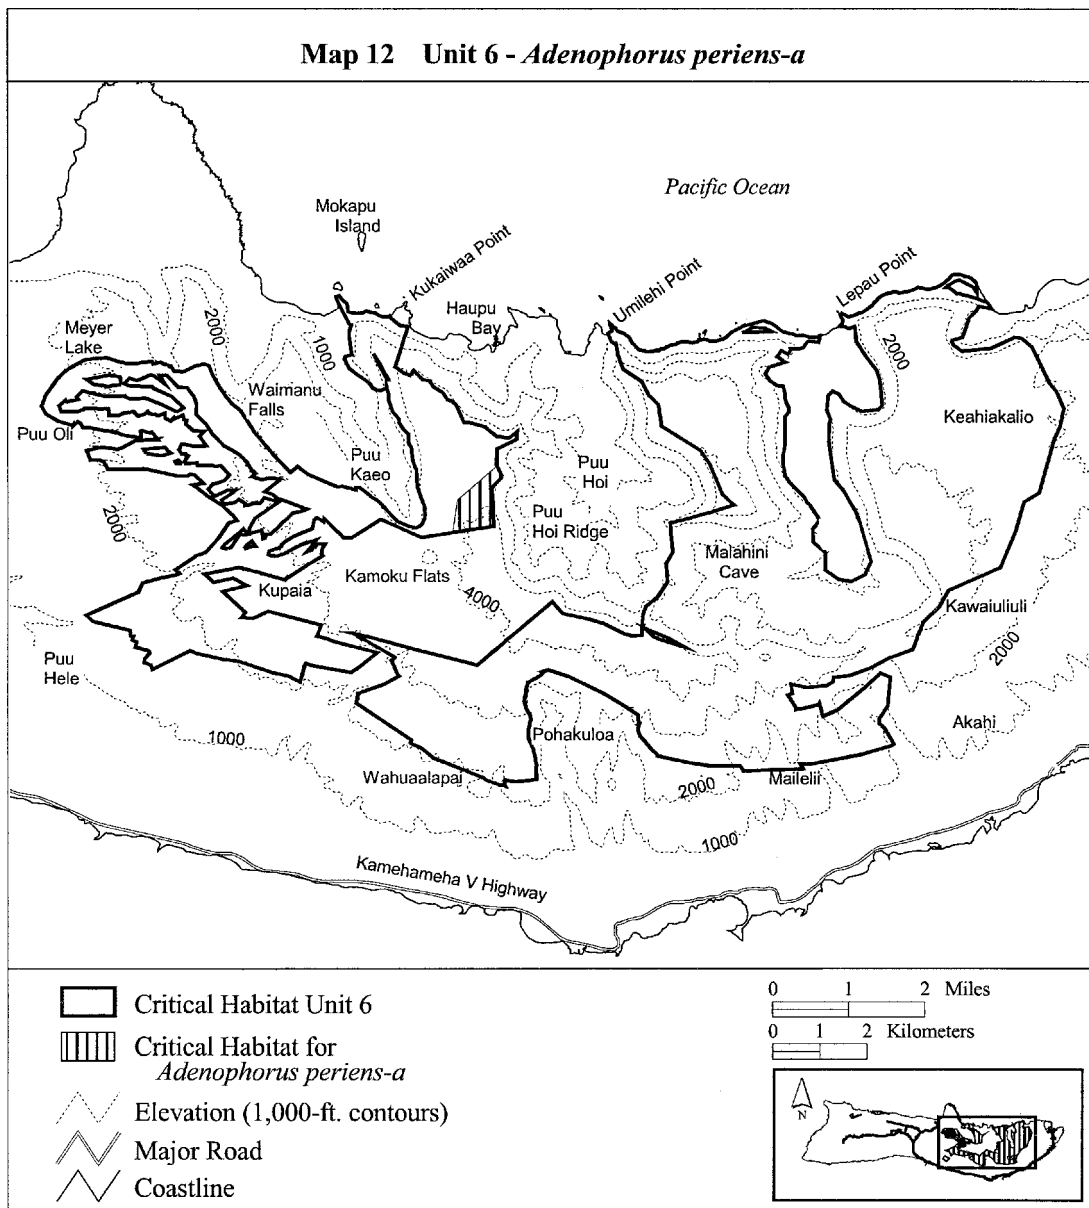 Map 12 Unit 6 - Adenophorus periens-a
Pacific Ocean
Mokapu
Island
Kukaiwaa Point
Haupu
Bay
Umilehi Point
Lepau Point
Meyer
Lake
2000
1000
2000
Waimanu
Falls
Keahiakalio
Puu Oli
Puu
Kaeo
Puu
Hoi
2000
Puu
Hoi Ridge
Malahini
Cave
Kamoku Flats
Kupaia
4000
Kawaiuliuli
2000
Puu
Hele
1000
Pohakuloa
Akahi
Wahuaalapai
2000
Mailelii
1000
Kamehameha V Highway
Critical Habitat Unit 6
Critical Habitat for
Adenophorus periens-a
Elevation (1,000-ft. contours)
Major Road
Coastline
0 1 2 Miles
0 1 2 Kilometers
N